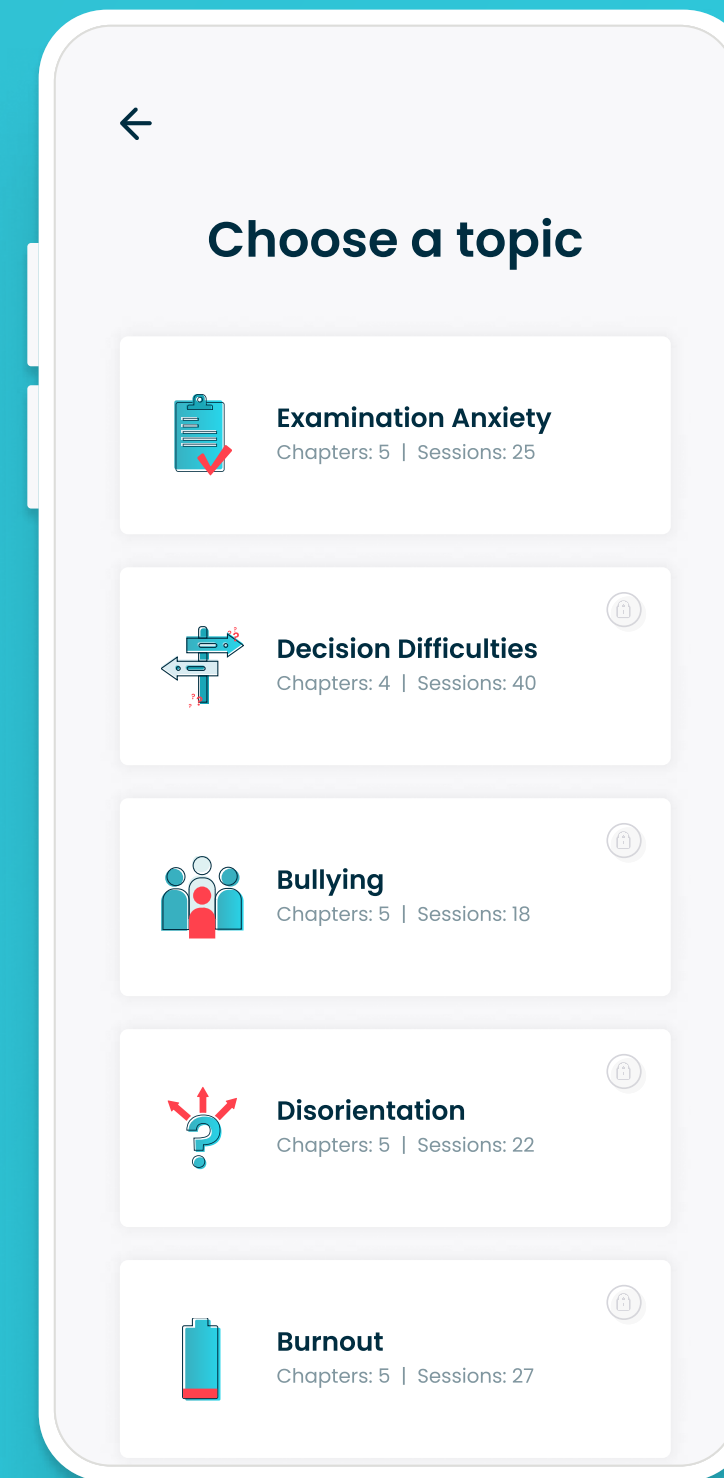 Choose a topic
Examination Anxiety
Chapters: 5 | Sessions: 25
Decision Difficulties
Chapters: 4 | Sessions: 40
Bullying
Chapters: 5 | Sessions: 18
Disorientation
Chapters: 5 | Sessions: 22
Burnout
Chapters: 5 | Sessions: 27